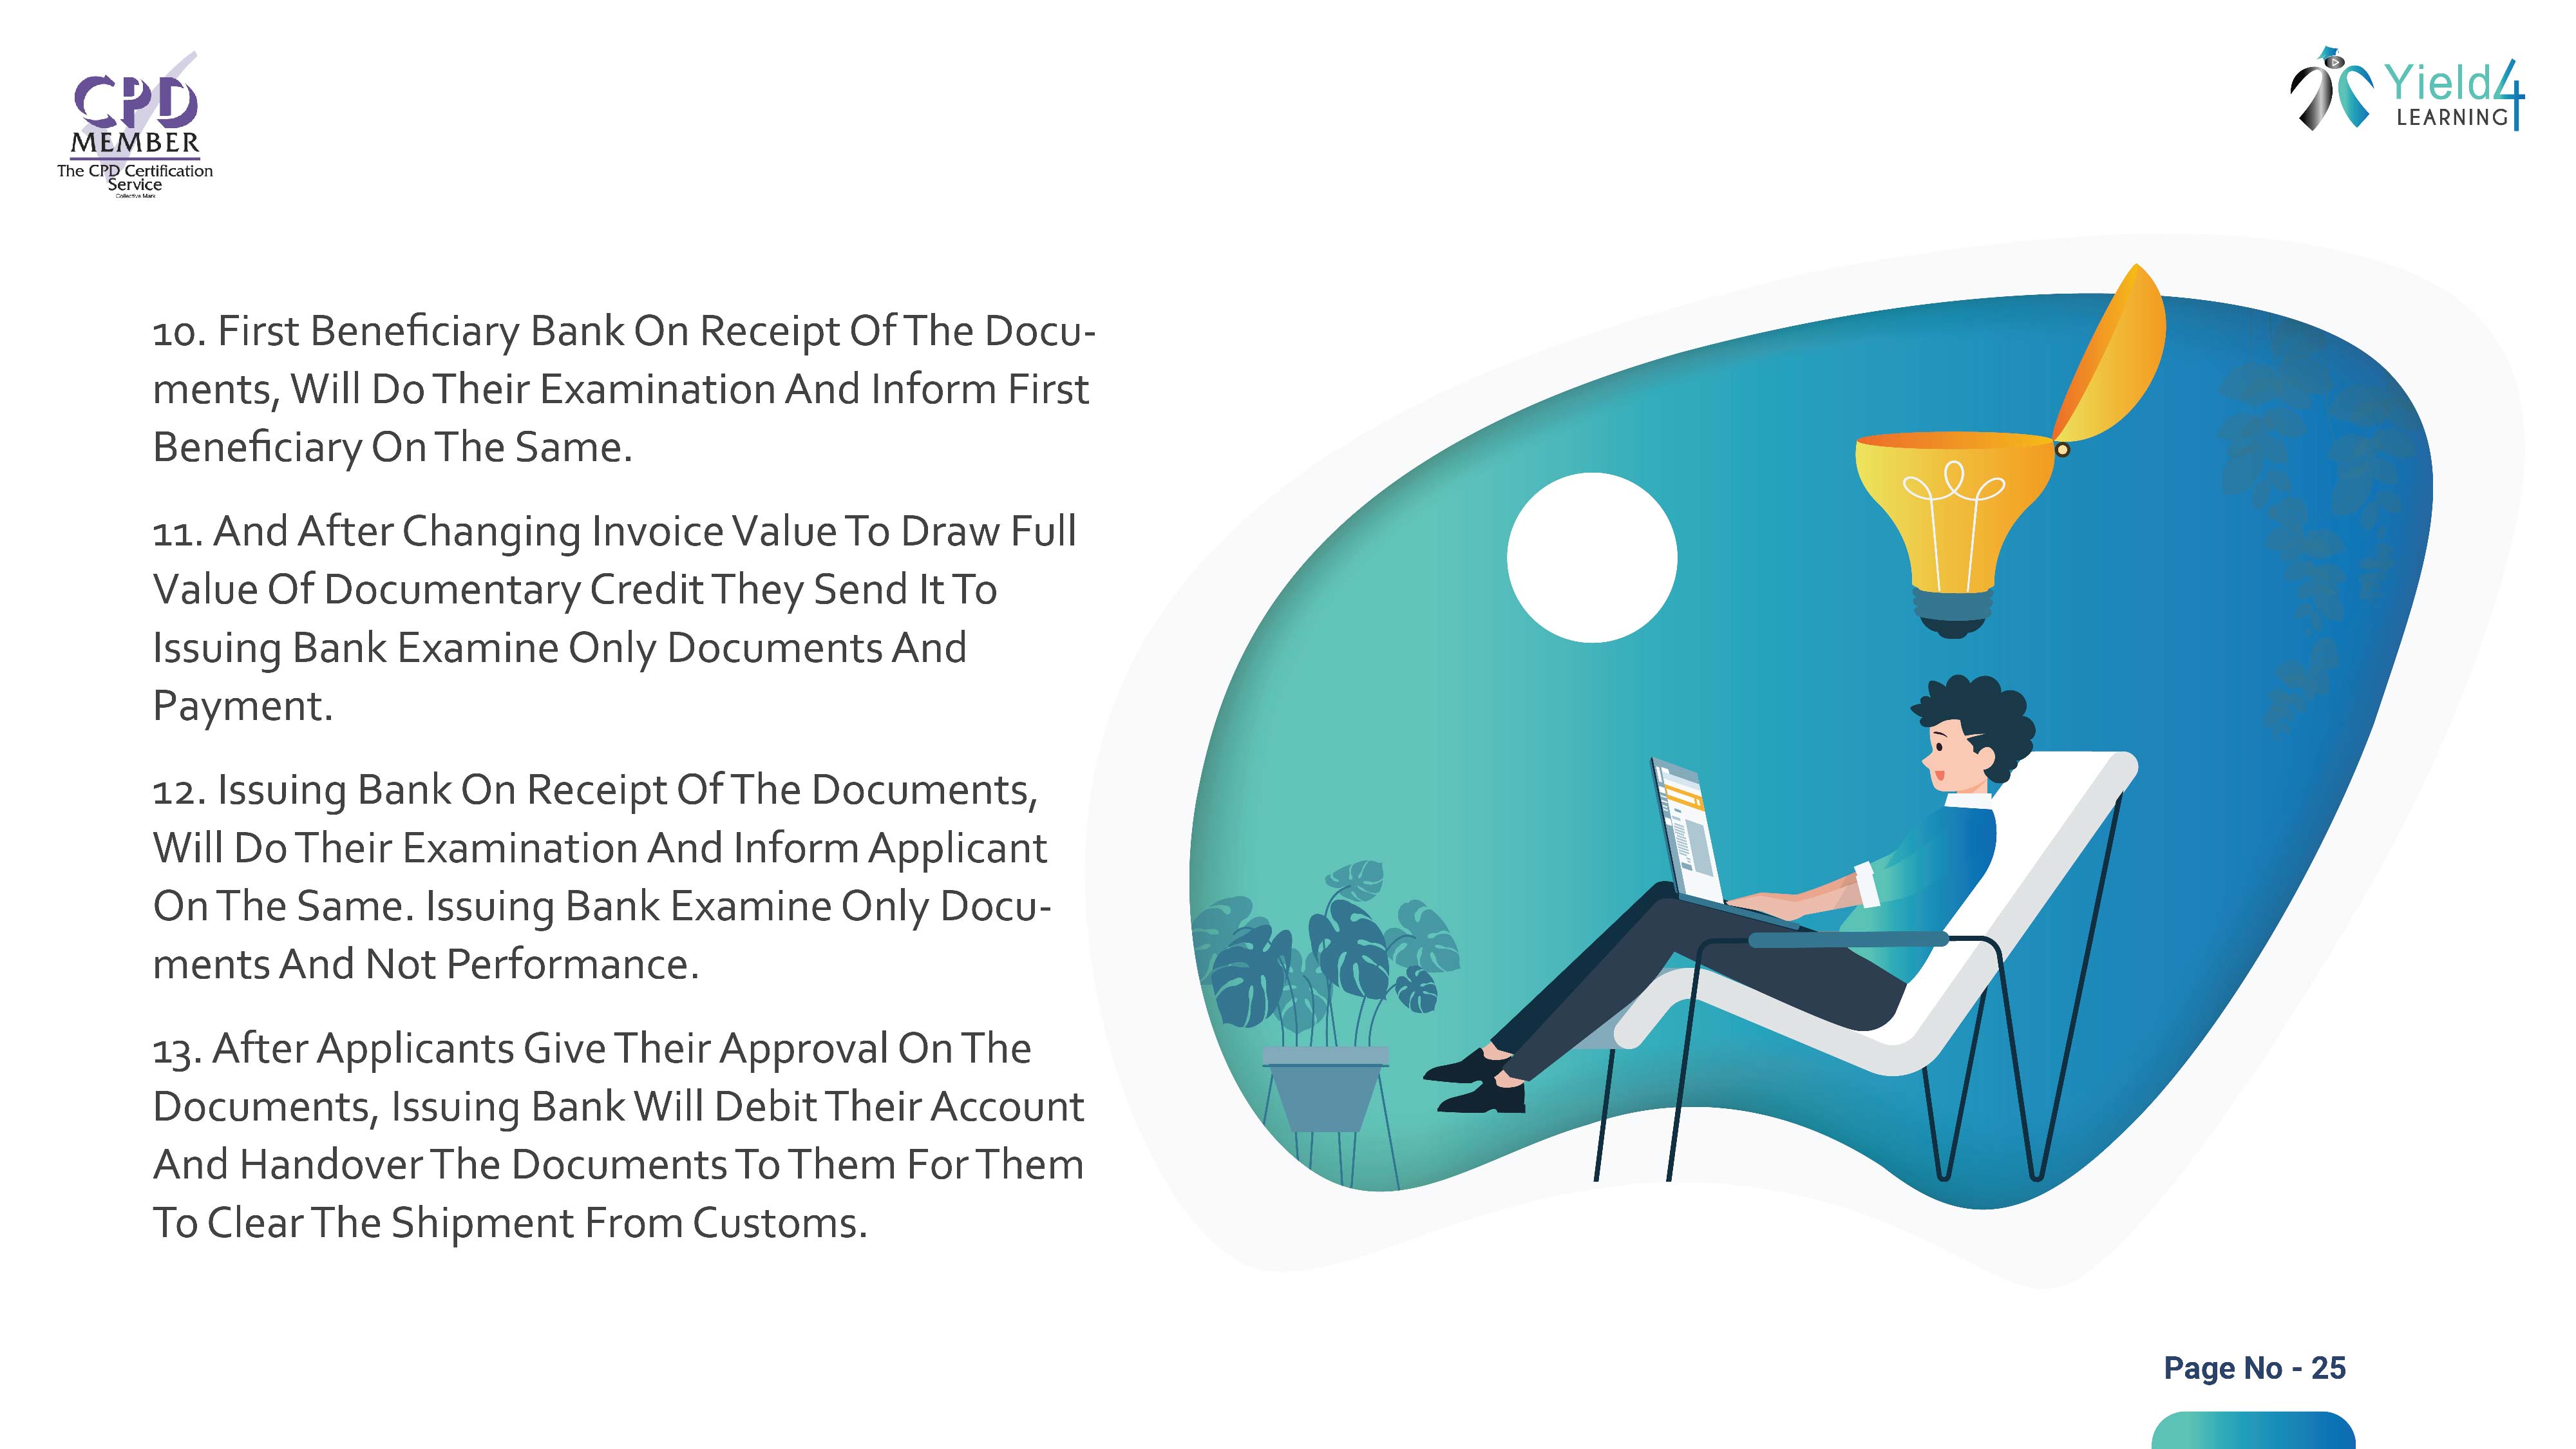 CPD
MEMBER
The CPD Certification
Service
Collective Mark
Yield4
LEARNING
10. First Beneficiary Bank On Receipt Of The Docu-
ments, Will Do Their Examination And Inform First
Beneficiary On The Same.
11. And After Changing Invoice Value To Draw Full
Value Of Documentary Credit They Send It To
Issuing Bank Examine Only Documents And
Payment.
12. Issuing Bank On Receipt Of The Documents,
Will Do Their Examination And Inform Applicant
On The Same. Issuing Bank Examine Only Docu-
ments And Not Performance.
13. After Applicants Give Their Approval On The
Documents, Issuing Bank Will Debit Their Account
And Handover The Documents To Them For Them
To Clear The Shipment From Customs.
Page No - 25